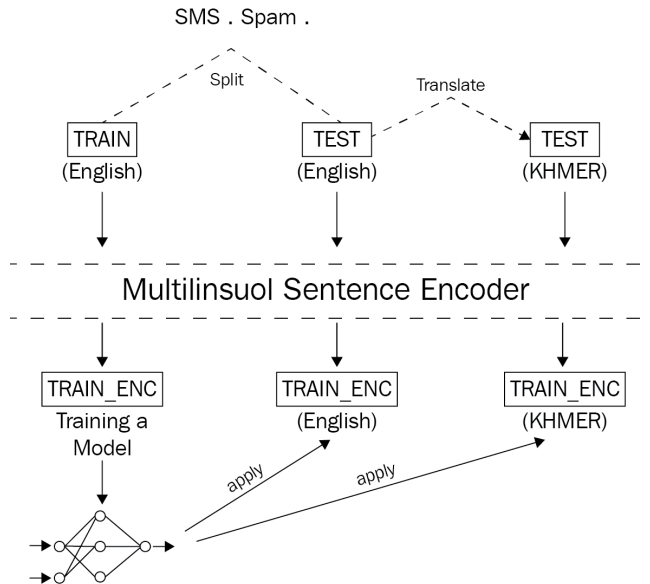 SMS . Spam .
Split
Translate
TRAIN
TEST
TEST
(English)
(English)
(KHMER)
Multilinsuol Sentence Encoder
TRAIN_ENC
TRAIN_ENC
TRAIN_ENC
Training a
Model
(English)
(KHMER)
apply
apply